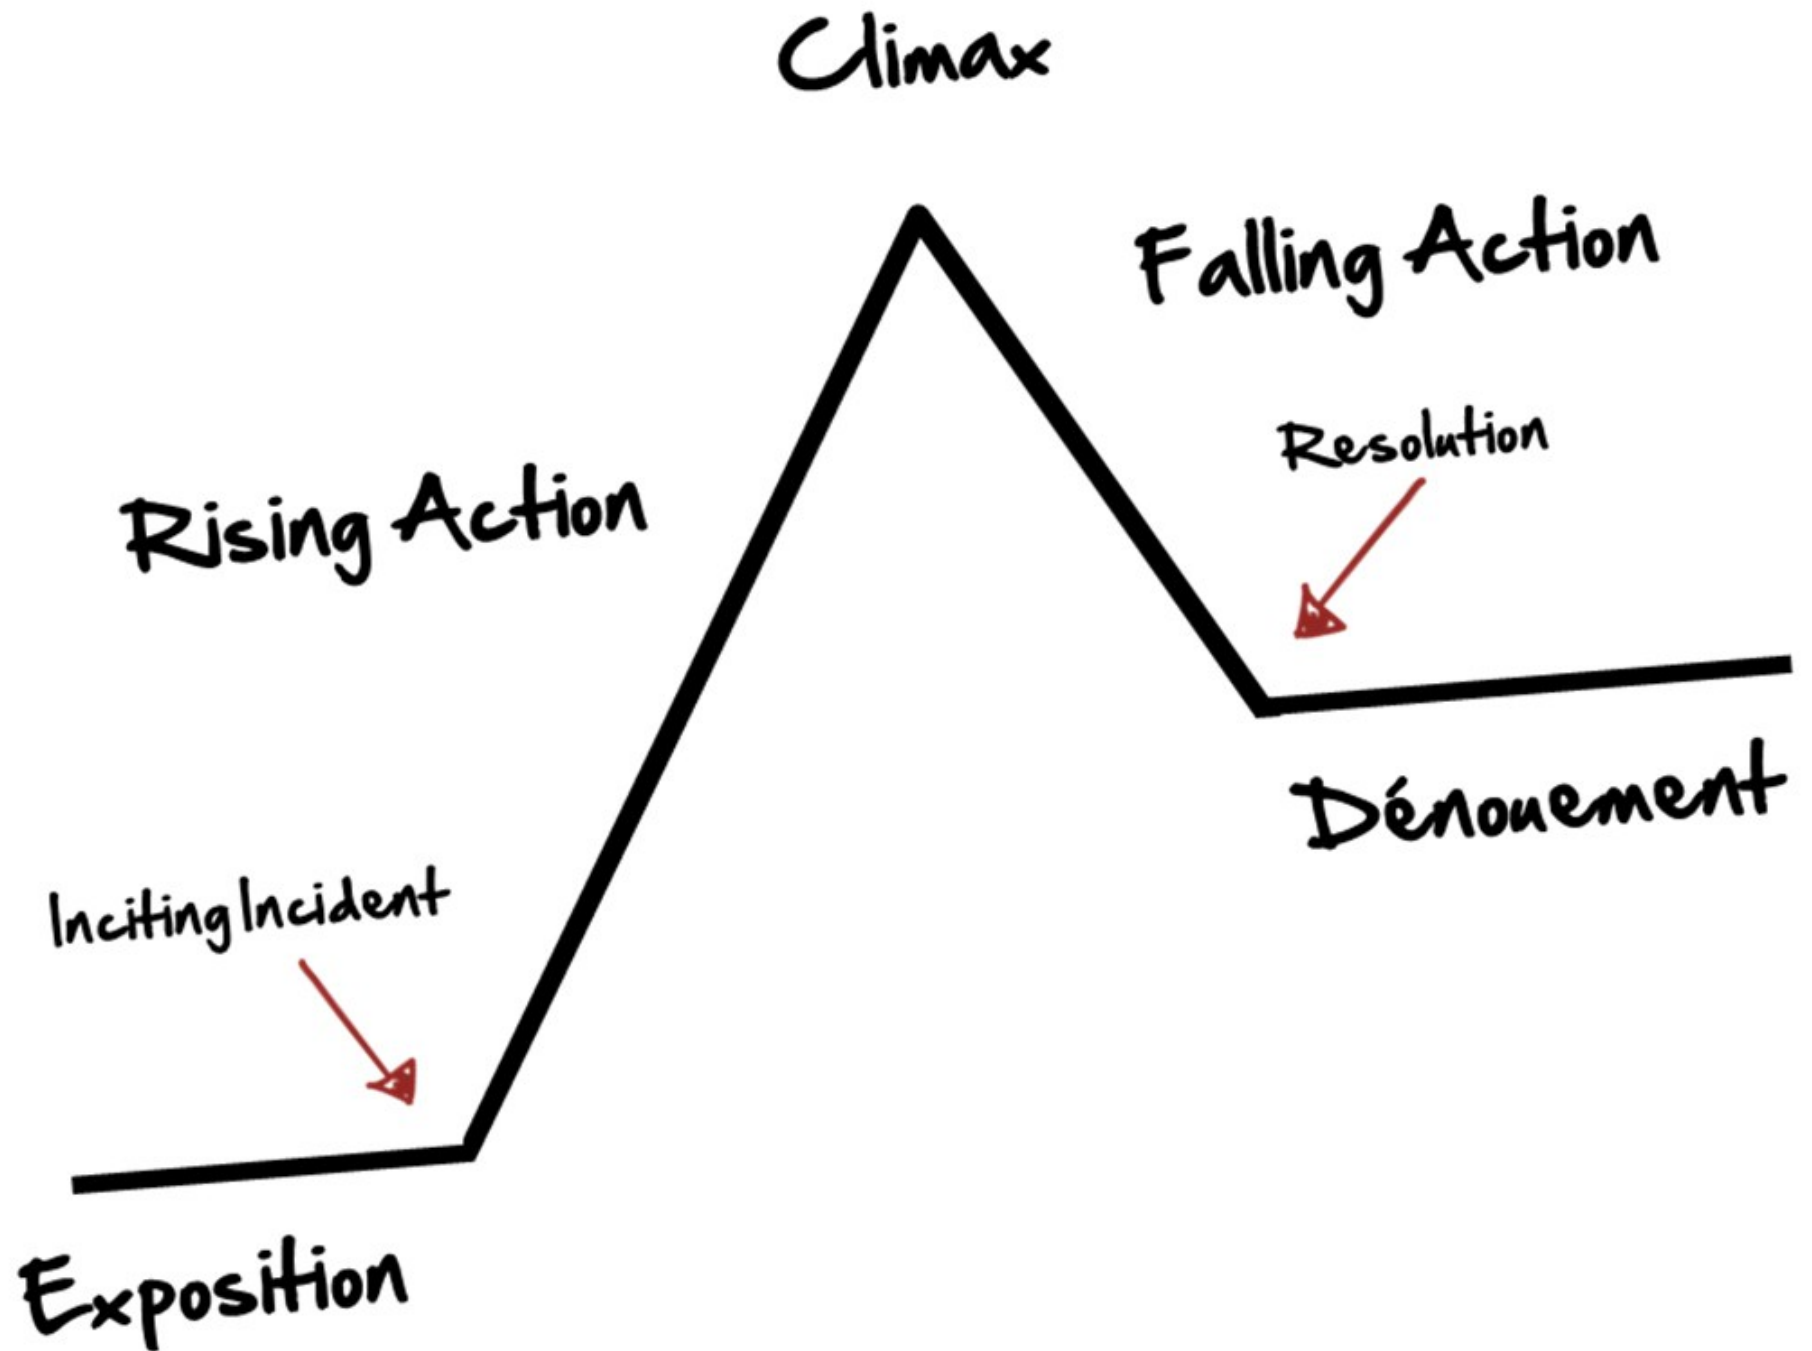 Climax
Falling Action
Resolution
Rising Action
Dénouement
Inciting Incident
Exposition